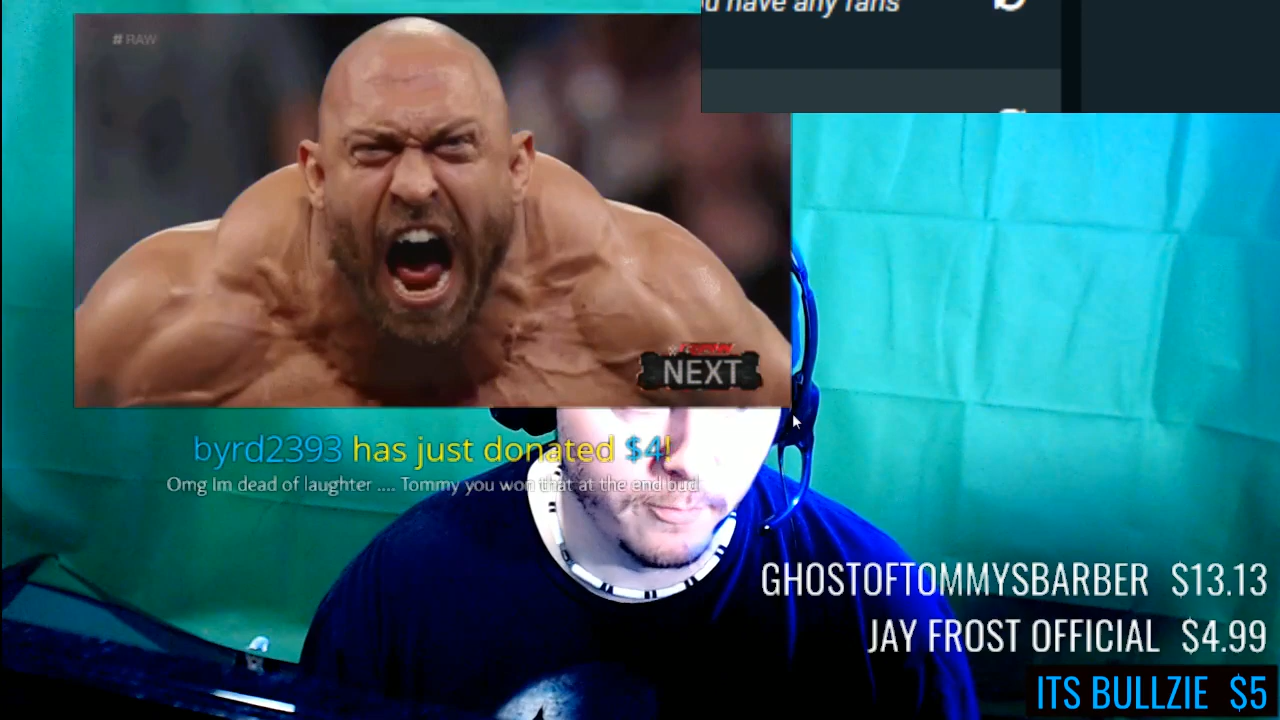 have any fans
# RAW
NEXT
byrd2393 has just donated $4!
Omg Im dead of laughter .... Tommy you won that at the end bud
GHOSTOFTOMMYSBARBER $13.13
JAY FROST OFFICIAL $4.99
ITS BULLZIE $5